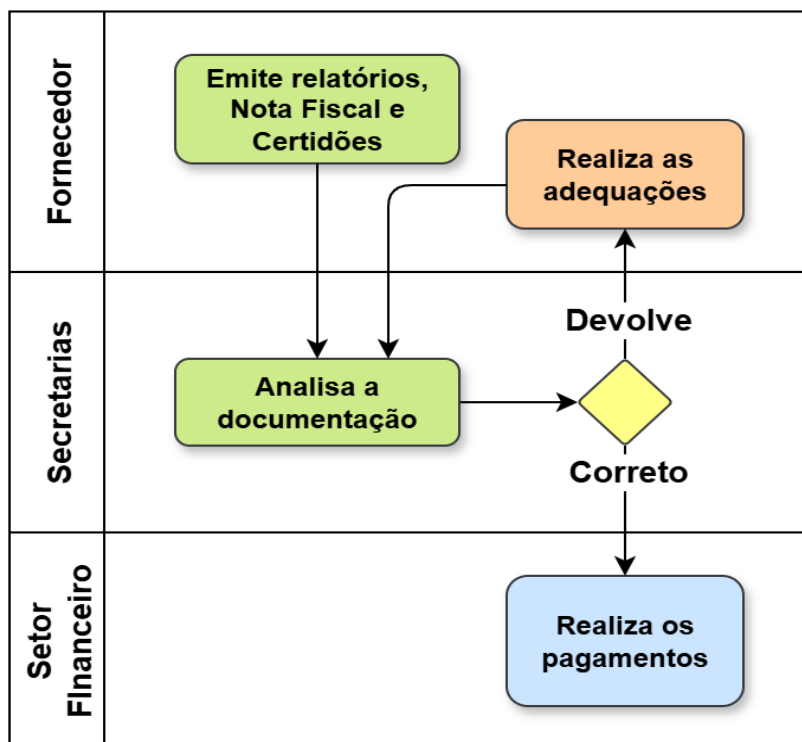 Fornecedor
Emite relatórios,
Nota Fiscal e
Certidões
Realiza as
adequações
Secretarias
Devolve
Analisa a
documentação
Correto
Setor
FInanceiro
Realiza os
pagamentos